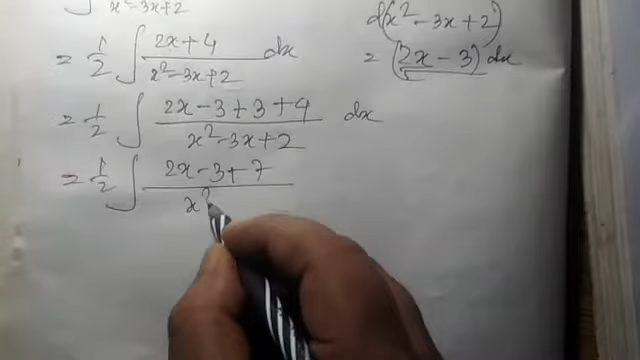 ∫ x²-3x+2
d(x²-3x+2)
= 1/2 ∫ (2x+4)/(x²-3x+2) dx
= (2x-3) dx
= 1/2 ∫ (2x-3+3+4)/(x²-3x+2) dx
= 1/2 ∫ (2x-3+7)/x²